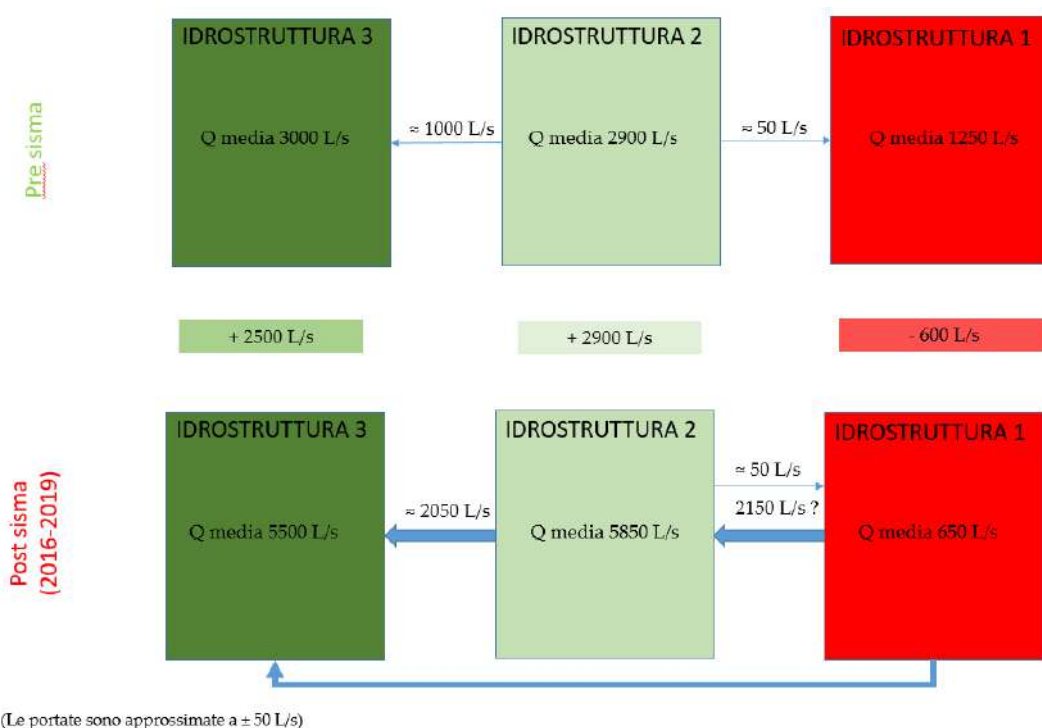 IDROSTRUTTURA 3
IDROSTRUTTURA 2
IDROSTRUTTURA 1
Pre sisma
≈ 1000 L/s
≈ 50 L/s
Q media 3000 L/s
Q media 2900 L/s
Q media 1250 L/s
+ 2500 L/s
+ 2900 L/s
- 600 L/s
IDROSTRUTTURA 3
IDROSTRUTTURA 2
IDROSTRUTTURA 1
Post sisma
(2016-2019)
≈ 50 L/s
≈ 2050 L/s
2150 L/s ?
Q media 5500 L/s
Q media 5850 L/s
Q media 650 L/s
(Le portate sono approssimate a ± 50 L/s)